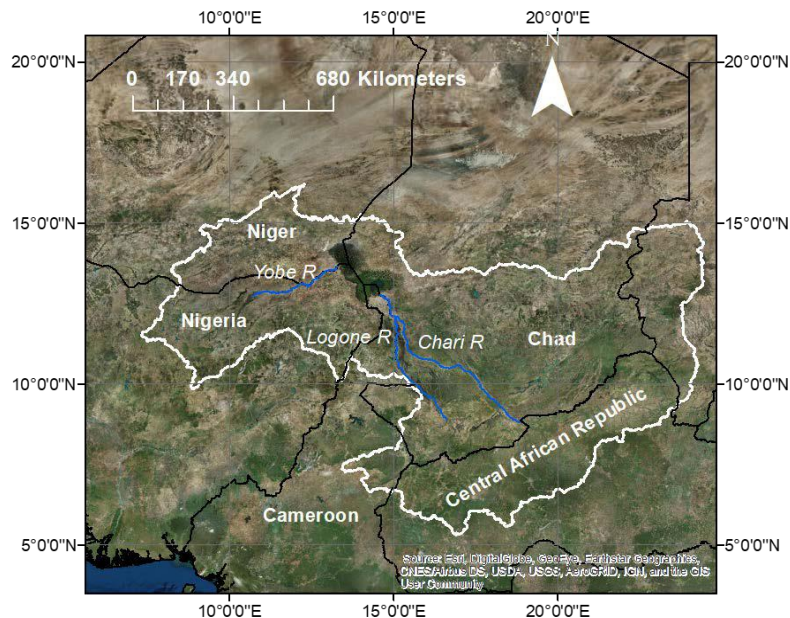 10°0'0"E 15°0'0"E 20°0'0"E
N
20°0'0"N 20°0'0"N
0 170 340 680 Kilometers
15°0'0"N 15°0'0"N
Niger
Yobe R
Nigeria
Logone R
Chari R
Chad
10°0'0"N 10°0'0"N
Central African Republic
Cameroon
5°0'0"N 5°0'0"N
Source: Esri, DigitalGlobe, GeoEye, Earthstar Geographics,
CNES/Airbus DS, USDA, USGS, AeroGRID, IGN, and the GIS
User Community
10°0'0"E 15°0'0"E 20°0'0"E